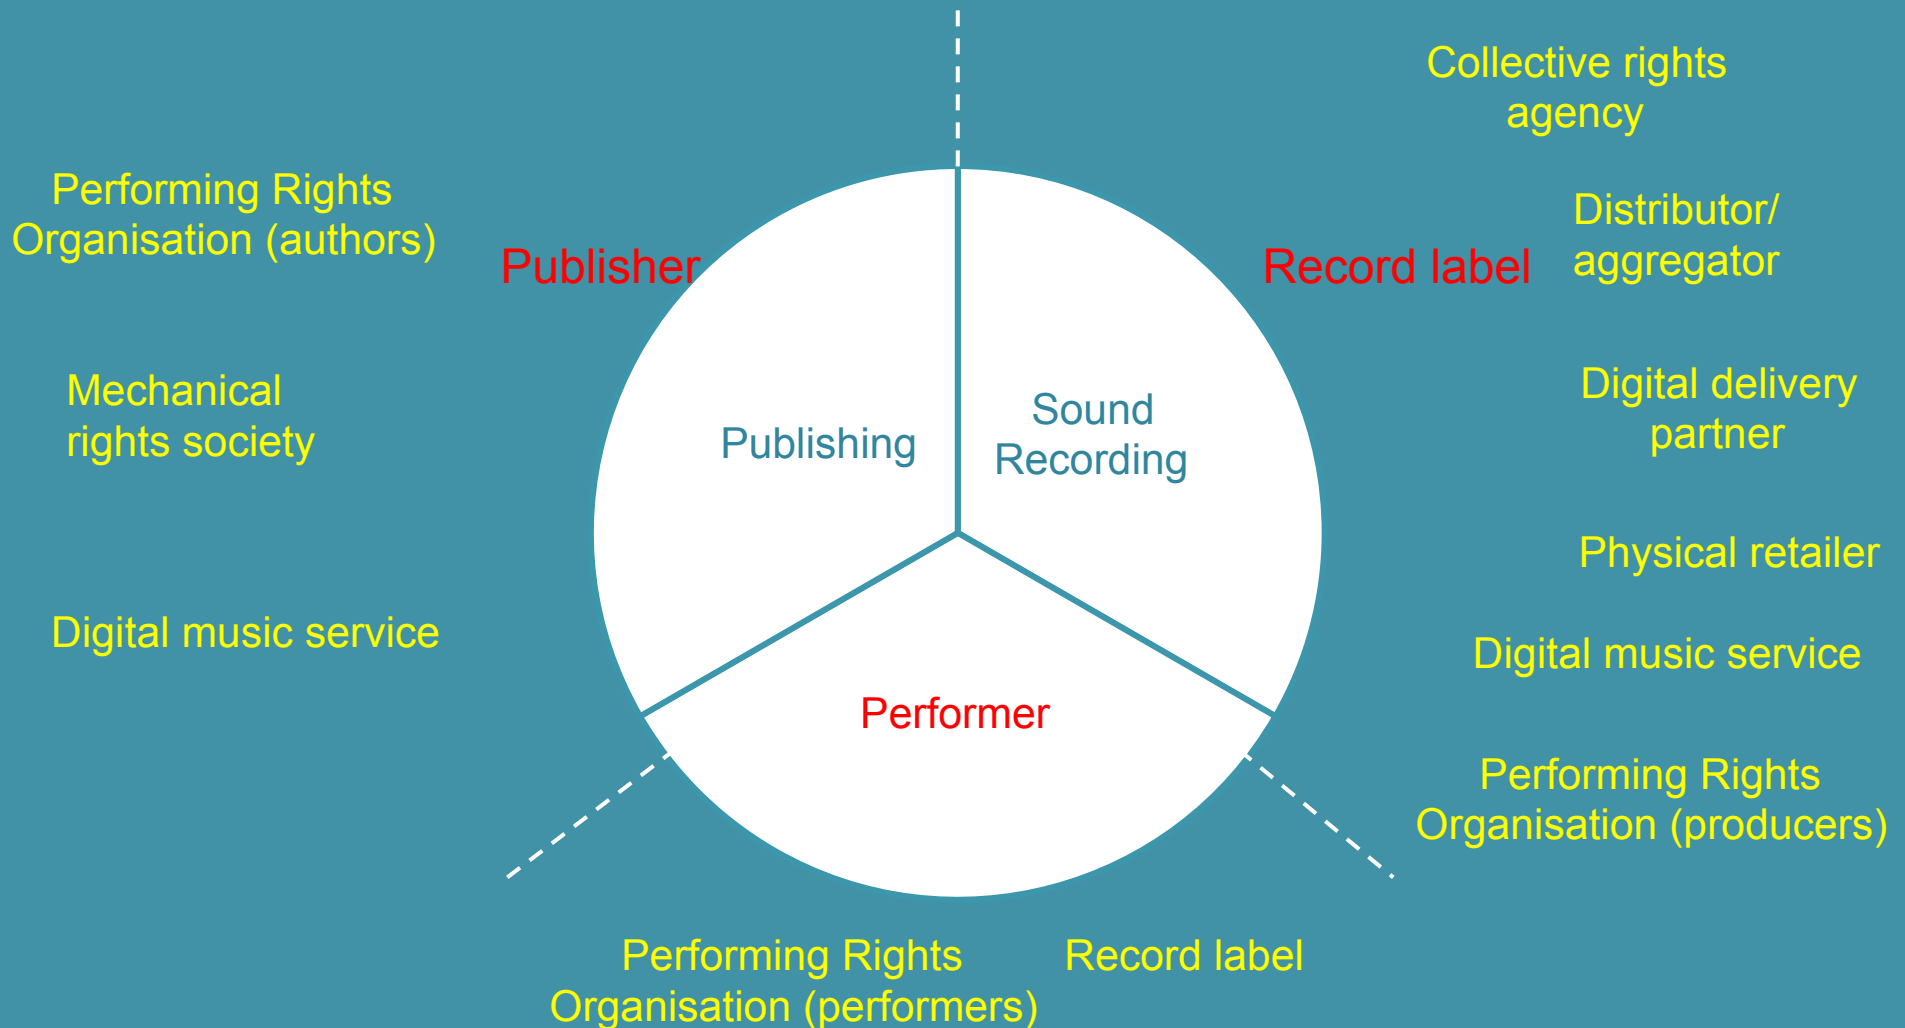 Collective rights
agency
Performing Rights
Organisation (authors)
Distributor/
aggregator
Publisher
Record label
Mechanical
rights society
Digital delivery
partner
Publishing
Sound
Recording
Physical retailer
Digital music service
Digital music service
Performer
Performing Rights
Organisation (producers)
Performing Rights
Organisation (performers)
Record label